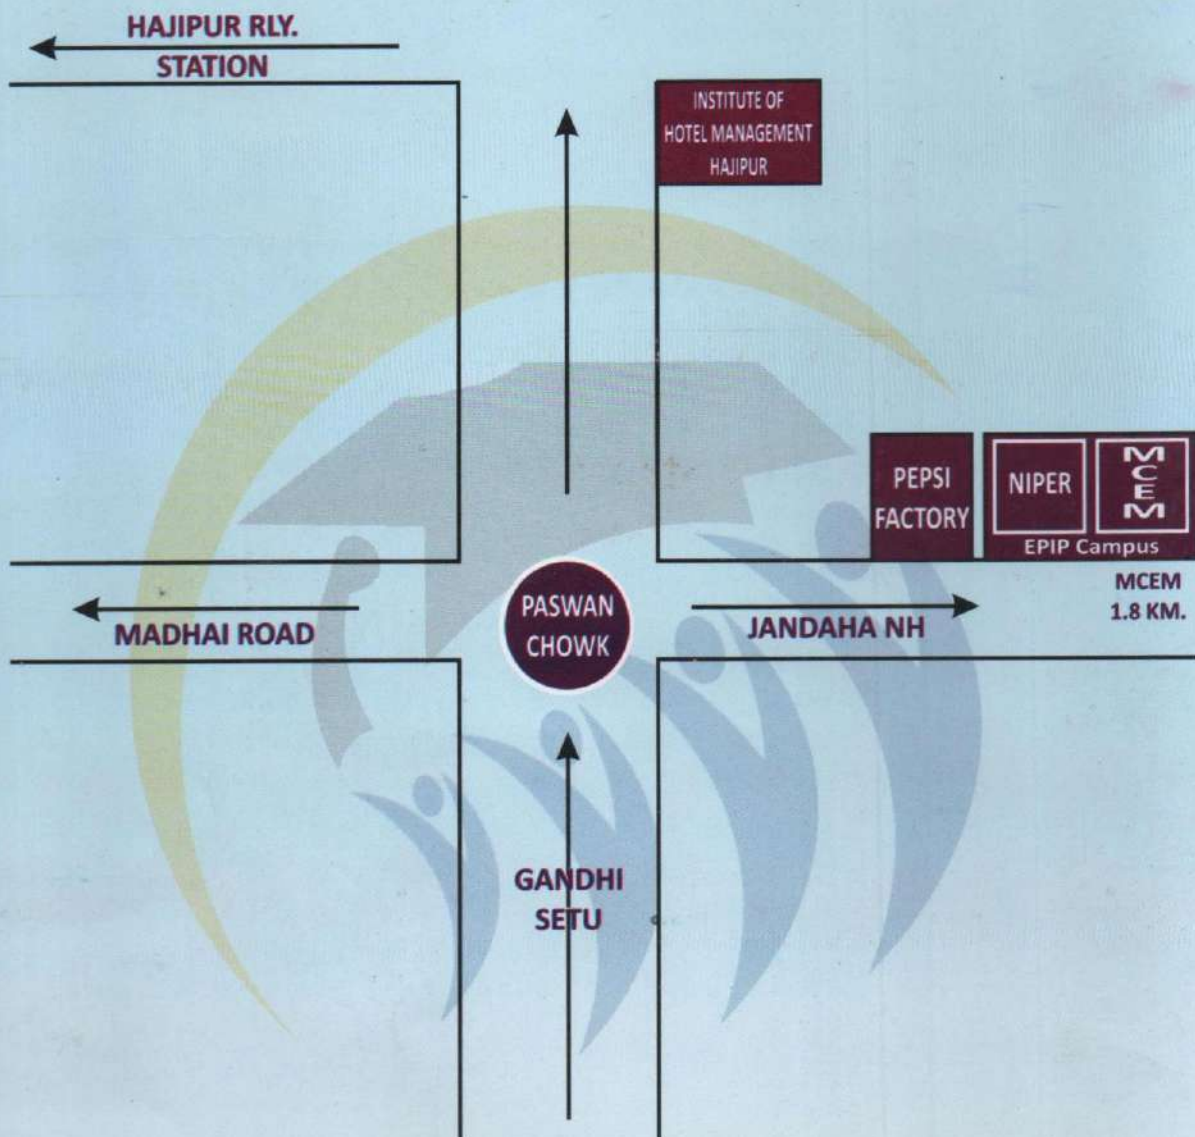 HAJIPUR RLY.
STATION
INSTITUTE OF
HOTEL MANAGEMENT
HAJIPUR
PEPSI
FACTORY
NIPER
MCEM
EPIP Campus
MCEM
1.8 KM.
PASWAN
CHOWK
MADHAI ROAD
JANDAHA NH
GANDHI
SETU